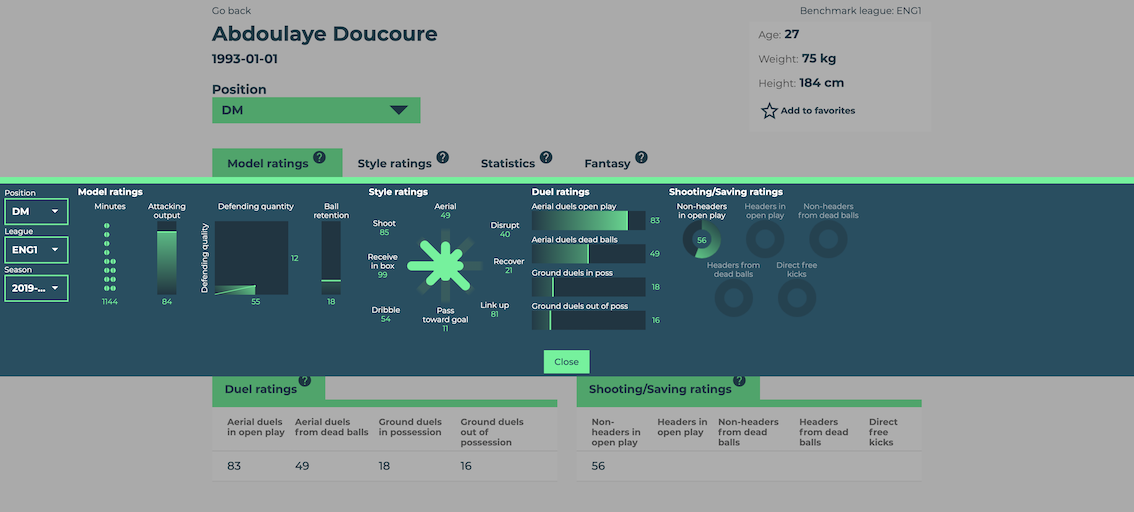 Go back
Benchmark league: ENG1
Abdoulaye Doucoure
1993-01-01
Age: 27
Weight: 75 kg
Height: 184 cm
Add to favorites
Position
DM
Model ratings ?
Style ratings ?
Statistics ?
Fantasy ?
Position
DM
League
ENG1
Season
2019-...
Model ratings
Minutes
1144
Attacking
output
84
Defending quantity
Defending quality
12
55
Ball
retention
18
Style ratings
Aerial
49
Shoot
85
Disrupt
40
Receive
in box
99
Recover
21
Dribble
54
Pass
toward goal
11
Link up
81
Duel ratings
Aerial duels open play
83
Aerial duels dead balls
49
Ground duels in poss
18
Ground duels out of poss
16
Shooting/Saving ratings
Non-headers
in open play
56
Headers in
open play
Non-headers
from dead balls
Headers from
dead balls
Direct free
kicks
Close
Duel ratings ?
Aerial duels
in open play
Aerial duels
from dead balls
Ground duels
in possession
Ground duels
out of
possession
83
49
18
16
Shooting/Saving ratings ?
Non-
headers in
open play
Headers in
open play
Non-headers
from dead
balls
Headers
from dead
balls
Direct
free
kicks
56